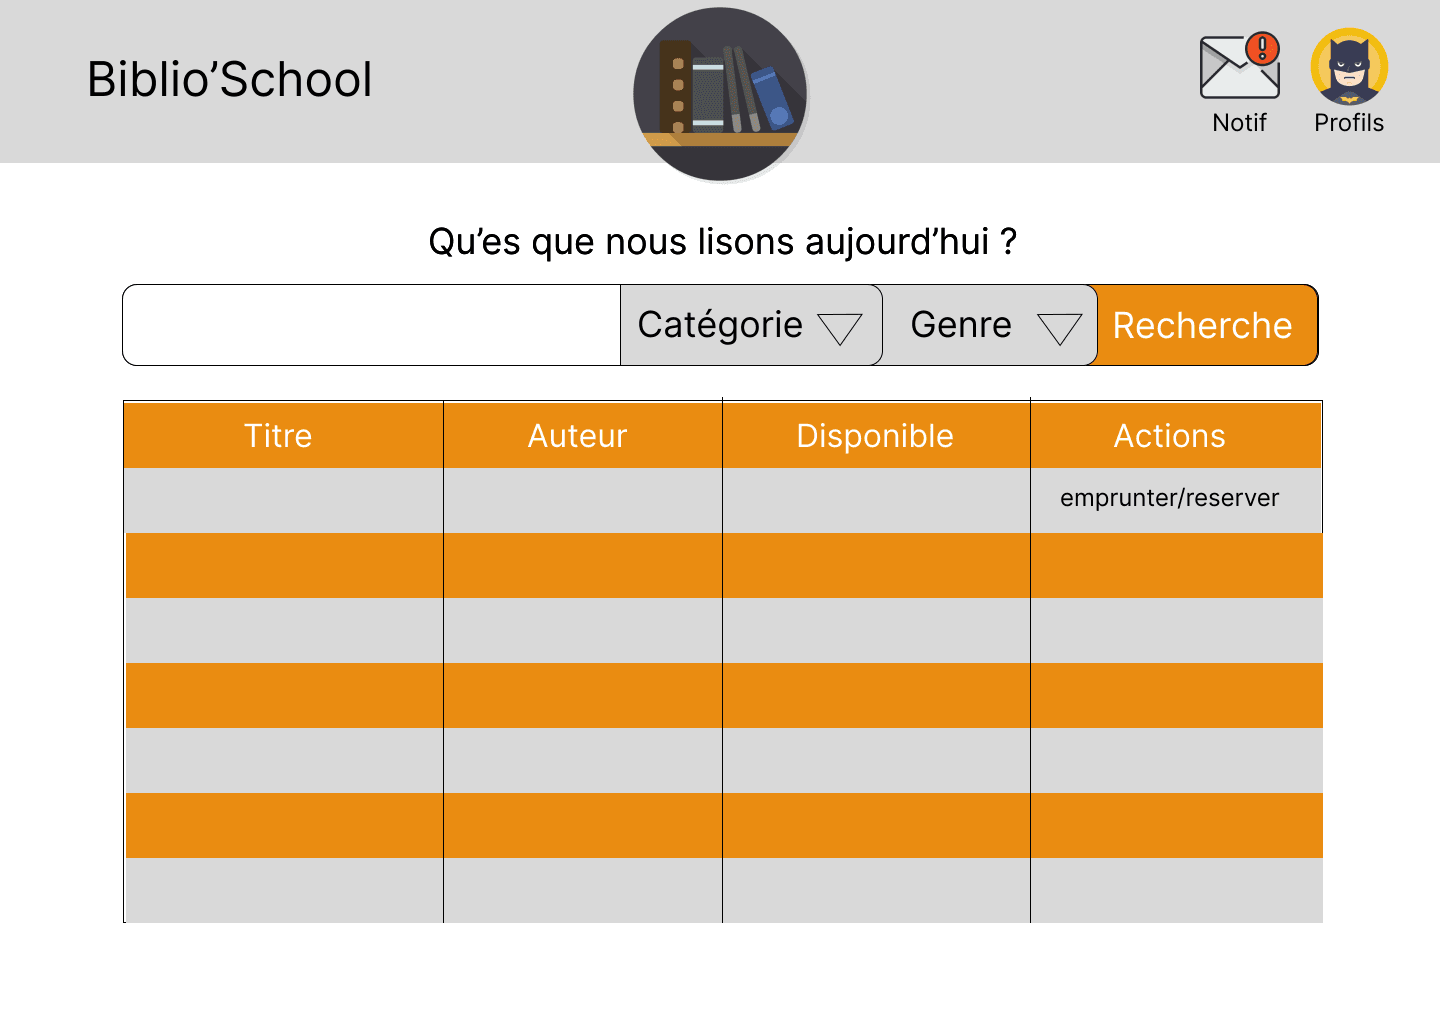 Biblio’School
Notif
Profils
Qu’es que nous lisons aujourd’hui ?
Catégorie
Genre
Recherche
Titre
Auteur
Disponible
Actions
emprunter/reserver